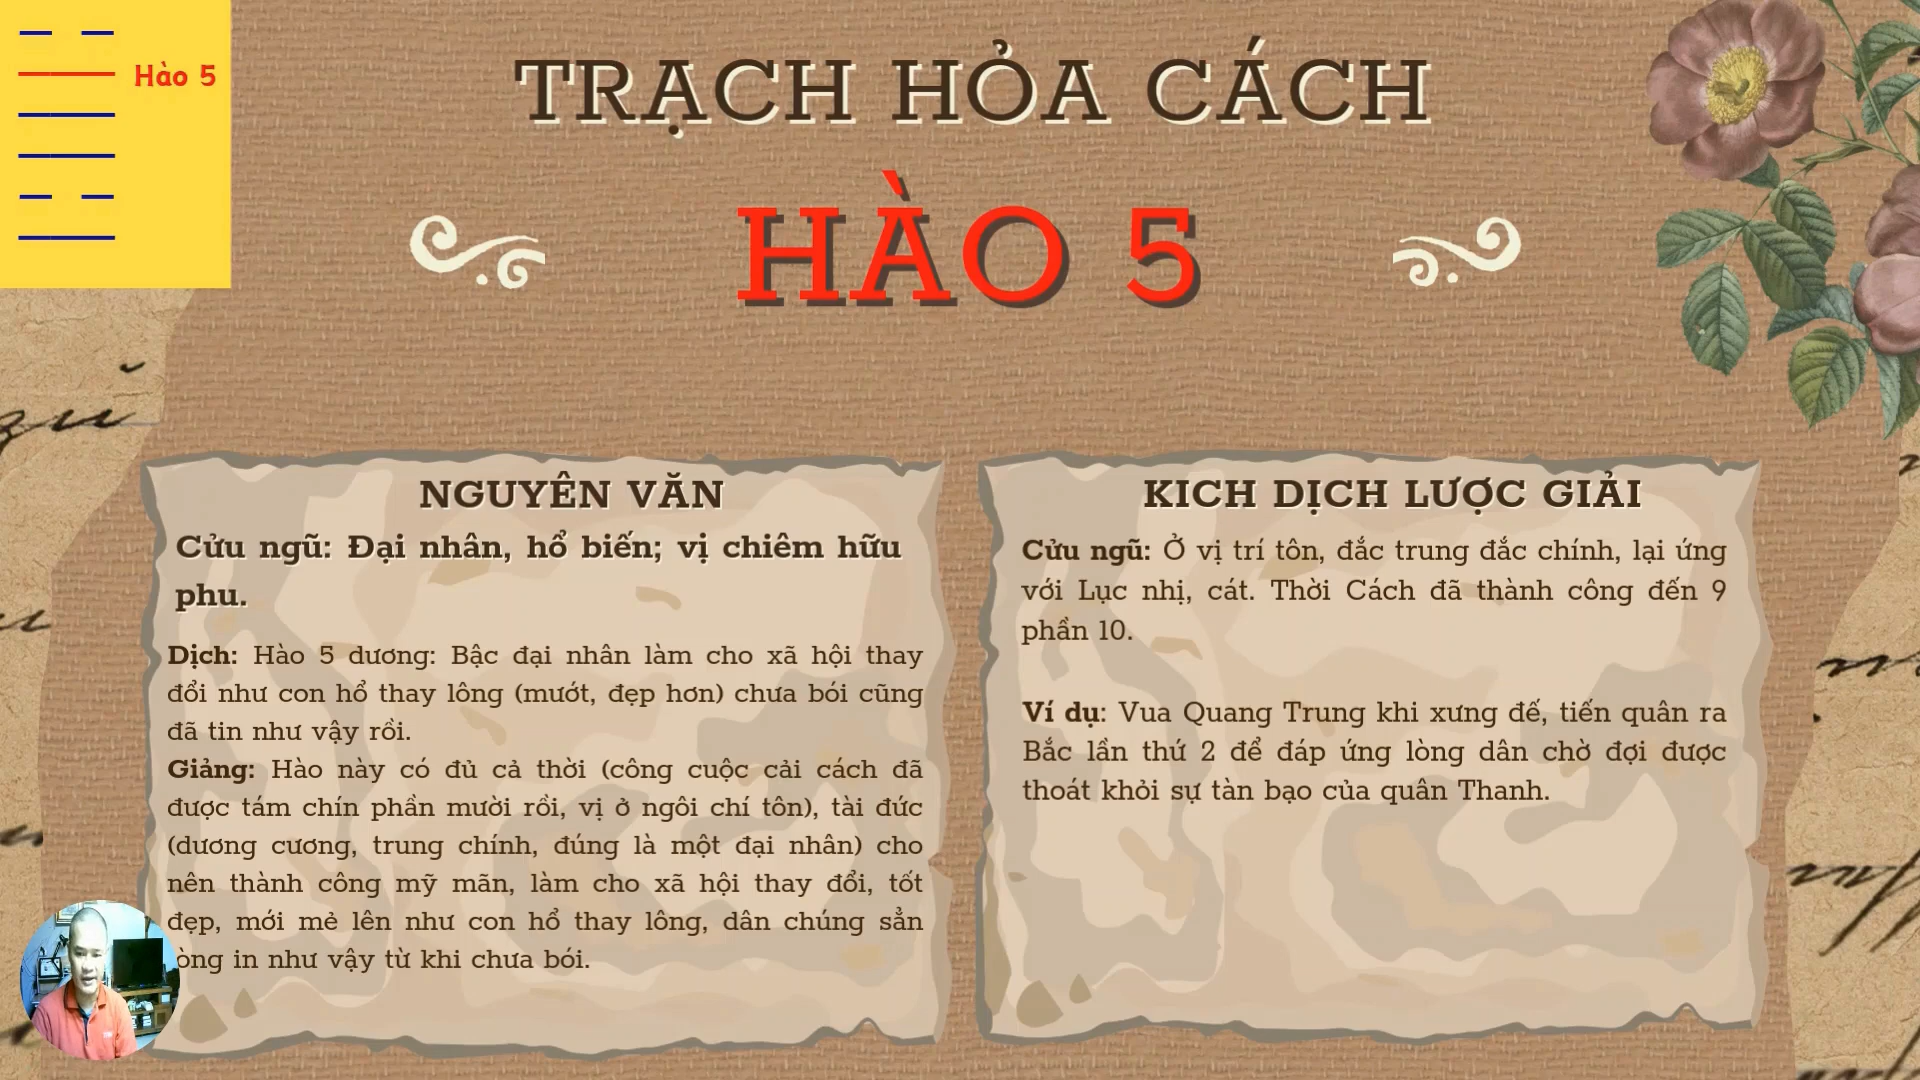 Hào 5
TRẠCH HỎA CÁCH
HÀO 5
NGUYÊN VĂN
Cửu ngũ: Đại nhân, hổ biến; vị chiêm hữu
phu.
Dịch: Hào 5 dương: Bậc đại nhân làm cho xã hội thay
đổi như con hổ thay lông (mướt, đẹp hơn) chưa bói cũng
đã tin như vậy rồi.
Giảng: Hào này có đủ cả thời (công cuộc cải cách đã
được tám chín phần mười rồi, vị ở ngôi chí tôn), tài đức
(dương cương, trung chính, đúng là một đại nhân) cho
nên thành công mỹ mãn, làm cho xã hội thay đổi, tốt
đẹp, mới mẻ lên như con hổ thay lông, dân chúng sẳn
òng in như vậy từ khi chưa bói.
KICH DỊCH LƯỢC GIẢI
Cửu ngũ: Ở vị trí tôn, đắc trung đắc chính, lại ứng
với Lục nhị, cát. Thời Cách đã thành công đến 9
phần 10.
Ví dụ: Vua Quang Trung khi xưng đế, tiến quân ra
Bắc lần thứ 2 để đáp ứng lòng dân chờ đợi được
thoát khỏi sự tàn bạo của quân Thanh.